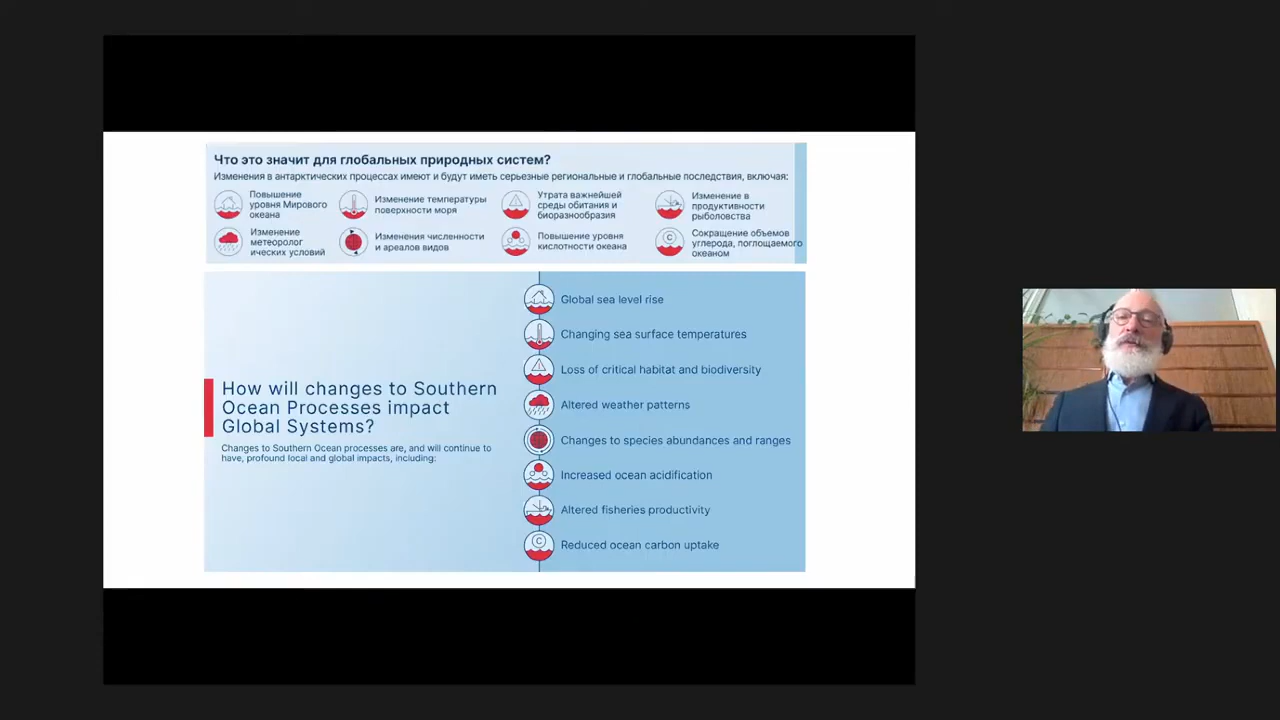 Что это значит для глобальных природных систем?
Изменения в антарктических процессах имеют и будут иметь серьезные региональные и глобальные последствия, включая:
Повышение
уровня Мирового
океана
Изменение температуры
поверхности моря
Утрата важнейшей
среды обитания и
биоразнообразия
Изменение в
продуктивности
рыболовства
Изменение
метеоролог
ических условий
Изменения численности
и ареалов видов
Повышение уровня
кислотности океана
Сокращение объемов
углерода, поглощаемого
океаном
How will changes to Southern
Ocean Processes impact
Global Systems?
Changes to Southern Ocean processes are, and will continue to
have, profound local and global impacts, including:
Global sea level rise
Changing sea surface temperatures
Loss of critical habitat and biodiversity
Altered weather patterns
Changes to species abundances and ranges
Increased ocean acidification
Altered fisheries productivity
C
Reduced ocean carbon uptake